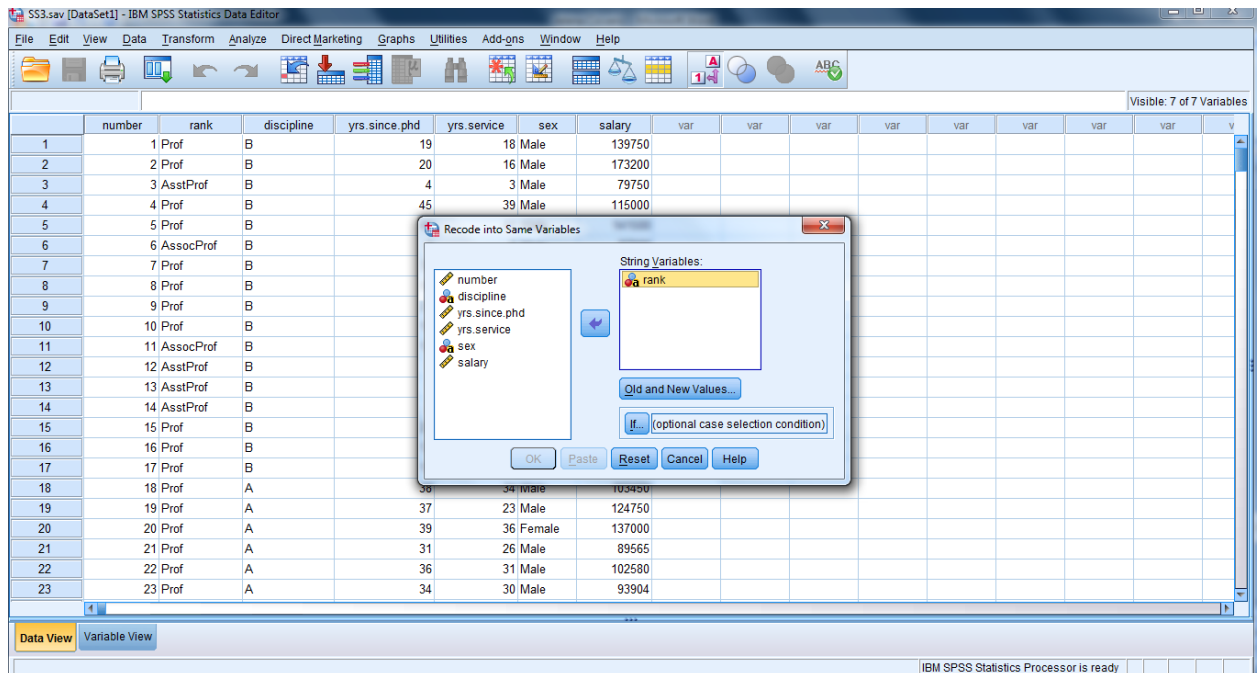 SS3.sav [DataSet1] - IBM SPSS Statistics Data Editor
File Edit View Data Transform Analyze Direct Marketing Graphs Utilities Add-ons Window Help
Visible: 7 of 7 Variables
number rank discipline yrs.since.phd yrs.service sex salary var var var var var var var var
1 1 Prof B 19 18 Male 139750
2 2 Prof B 20 16 Male 173200
3 3 AsstProf B 4 3 Male 79750
4 4 Prof B 45 39 Male 115000
5 5 Prof B
6 6 AssocProf B
7 7 Prof B
8 8 Prof B
9 9 Prof B
10 10 Prof B
11 11 AssocProf B
12 12 AsstProf B
13 13 AsstProf B
14 14 AsstProf B
15 15 Prof B
16 16 Prof B
17 17 Prof B
18 18 Prof A 38 34 Male 103450
19 19 Prof A 37 23 Male 124750
20 20 Prof A 39 36 Female 137000
21 21 Prof A 31 26 Male 89565
22 22 Prof A 36 31 Male 102580
23 23 Prof A 34 30 Male 93904
Recode into Same Variables
String Variables:
number
discipline
yrs.since.phd
yrs.service
sex
salary
rank
Old and New Values...
If... (optional case selection condition)
OK Paste Reset Cancel Help
Data View Variable View
IBM SPSS Statistics Processor is ready